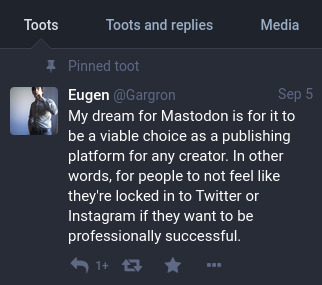 Toots Toots and replies Media
Pinned toot
Eugen @Gargron Sep 5
My dream for Mastodon is for it to
be a viable choice as a publishing
platform for any creator. In other
words, for people to not feel like
they're locked in to Twitter or
Instagram if they want to be
professionally successful.
1+